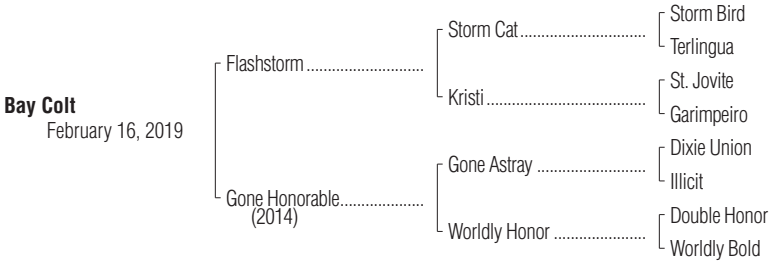 Storm Bird
Storm Cat..............................
Terlingua
Flashstorm ............................
St. Jovite
Kristi......................................
Garimpeiro
Bay Colt
February 16, 2019
Dixie Union
Gone Astray ..........................
Illicit
Gone Honorable....................
(2014)
Double Honor
Worldly Honor ......................
Worldly Bold